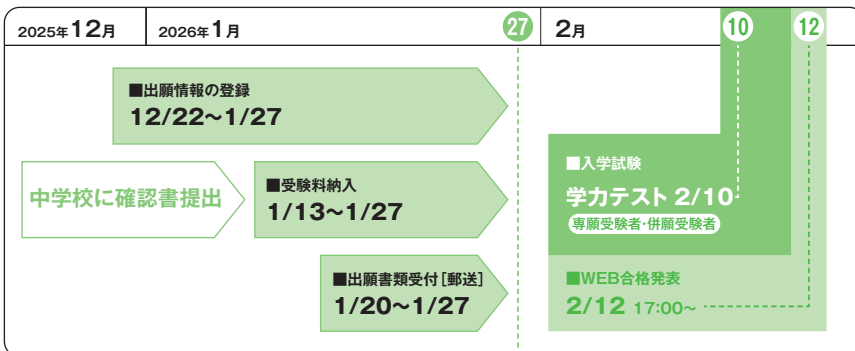 2025年12月
2026年1月
27
2月
10
12
■出願情報の登録
12/22〜1/27
中学校に確認書提出
■受験料納入
1/13〜1/27
■出願書類受付［郵送］
1/20〜1/27
■入学試験
学力テスト 2/10
専願受験者・併願受験者
■WEB合格発表
2/12 17:00〜